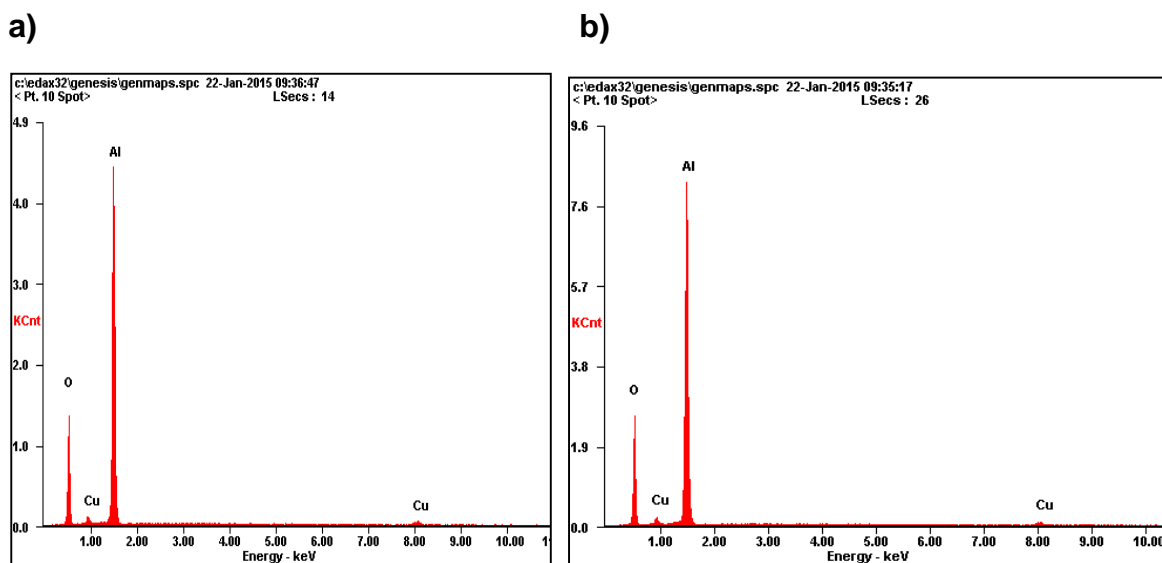 a)
c:\edax32\genesis\genmaps.spc 22-Jan-2015 09:36:47
< Pt. 10 Spot> LSecs : 14
4.9
4.0
3.0
KCnt
2.0
1.0
0.0
Al
O
Cu
Cu
1.00 2.00 3.00 4.00 5.00 6.00 7.00 8.00 9.00 10.00 1
Energy - keV
b)
c:\edax32\genesis\genmaps.spc 22-Jan-2015 09:35:17
< Pt. 10 Spot> LSecs : 26
9.6
7.6
5.7
KCnt
3.8
1.9
0.0
Al
O
Cu
Cu
1.00 2.00 3.00 4.00 5.00 6.00 7.00 8.00 9.00 10.00
Energy - keV